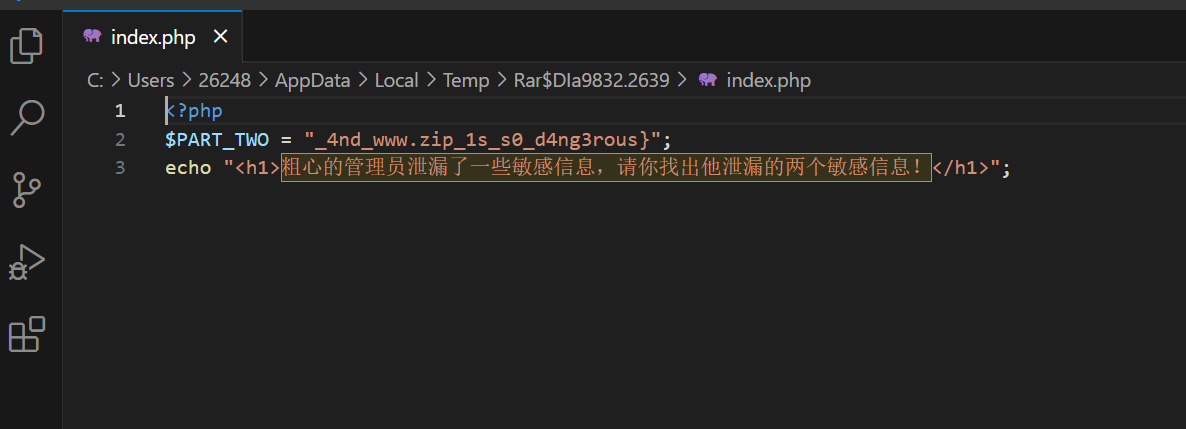 index.php
C: > Users > 26248 > AppData > Local > Temp > Rar$DIa9832.2639 > index.php
1 <?php
2 $PART_TWO = "_4nd_www.zip_1s_s0_d4ng3rous}";
3 echo "<h1>粗心的管理员泄漏了一些敏感信息，请你找出他泄漏的两个敏感信息！</h1>";